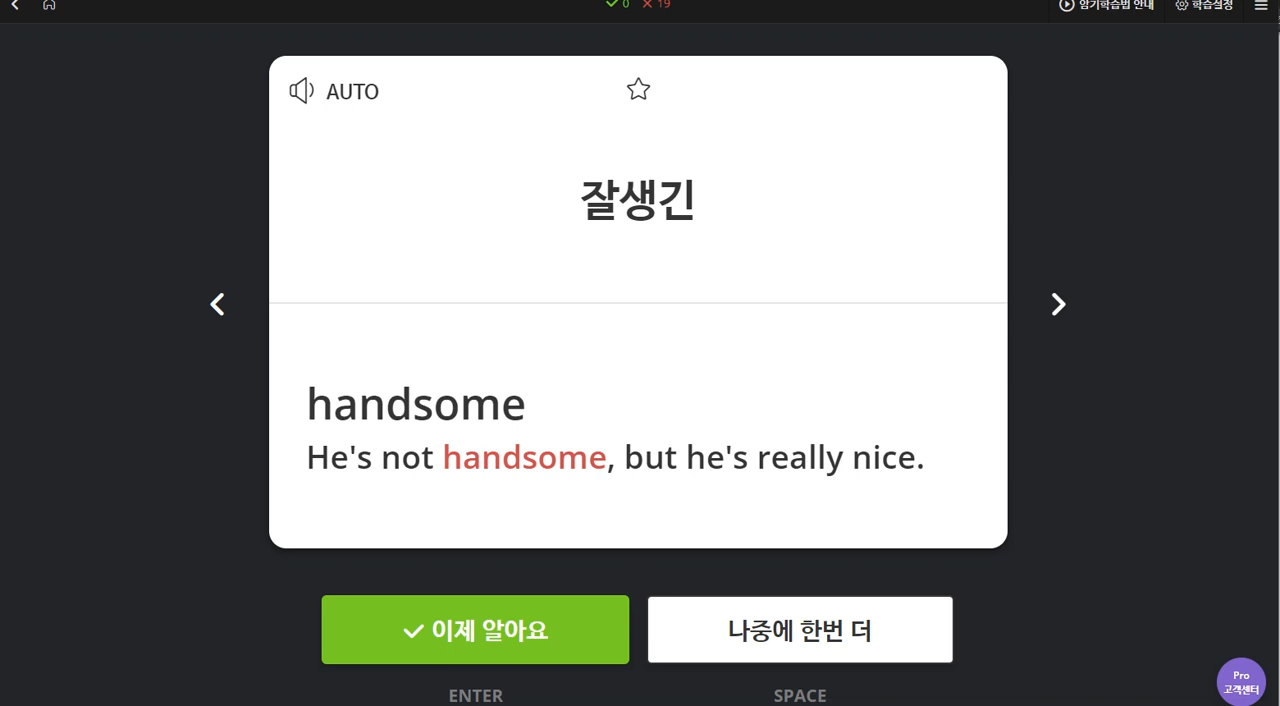 0 19 암기학습법 안내 학습설정
AUTO
잘생긴
handsome
He's not handsome, but he's really nice.
이제 알아요 나중에 한번 더
ENTER SPACE
Pro
고객센터